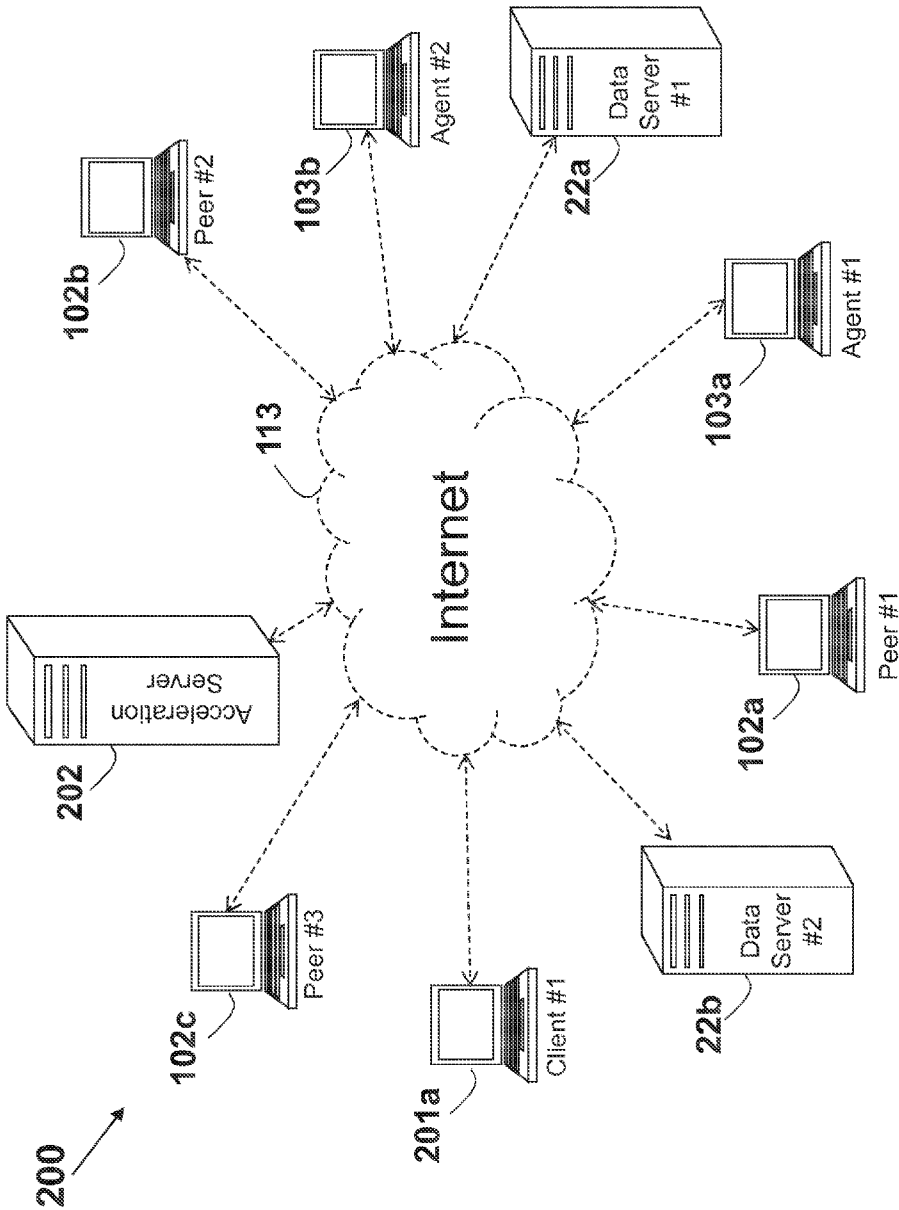 200
202
Acceleration
Server
113
102b
Peer #2
103b
Agent #2
102c
Peer #3
Internet
22a
Data
Server
#1
201a
Client #1
103a
Agent #1
22b
Data
Server
#2
102a
Peer #1